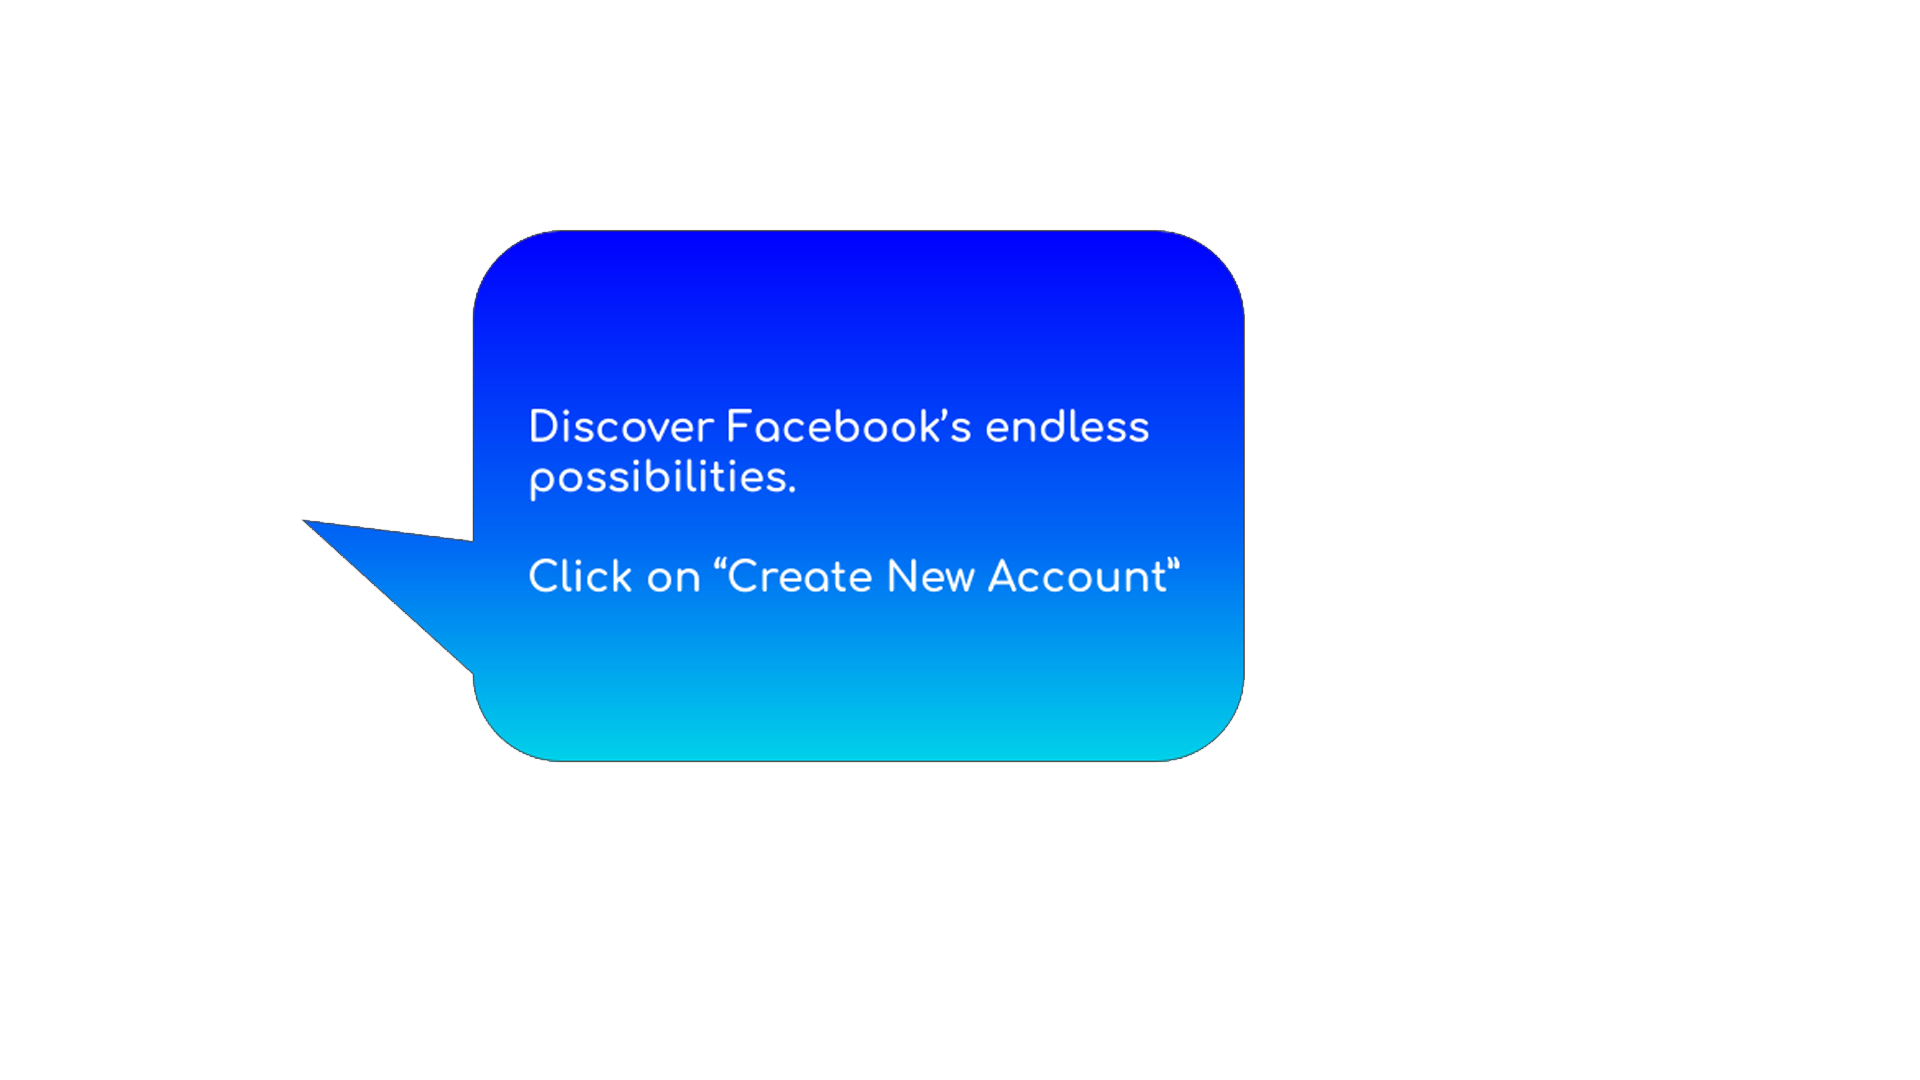 Discover Facebook’s endless
possibilities.
Click on “Create New Account”